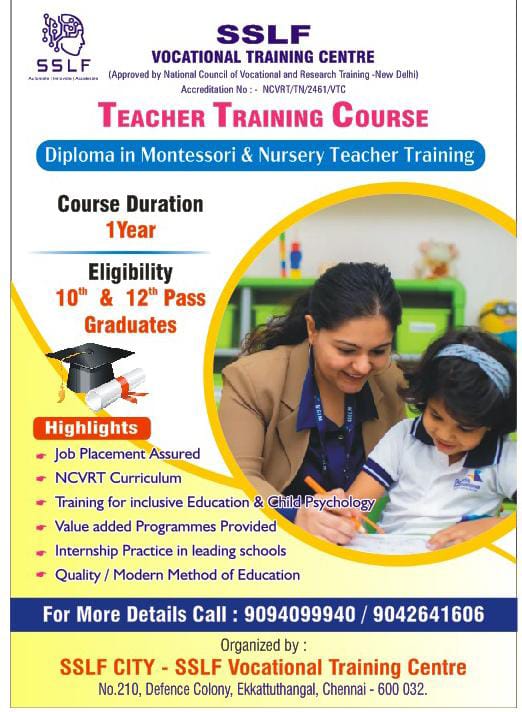 SSLF
Automate | Innovate | Accelerate
SSLF
VOCATIONAL TRAINING CENTRE
(Approved by National Council of Vocational and Research Training -New Delhi)
Accreditation No : - NCVRT/TN/2461/VTC
TEACHER TRAINING COURSE
Diploma in Montessori & Nursery Teacher Training
Course Duration
1Year
Eligibility
10th & 12th Pass
Graduates
Highlights
Job Placement Assured
NCVRT Curriculum
Training for inclusive Education & Child Psychology
Value added Programmes Provided
Internship Practice in leading schools
Quality / Modern Method of Education
For More Details Call : 9094099940 / 9042641606
Organized by :
SSLF CITY - SSLF Vocational Training Centre
No.210, Defence Colony, Ekkattuthangal, Chennai - 600 032.